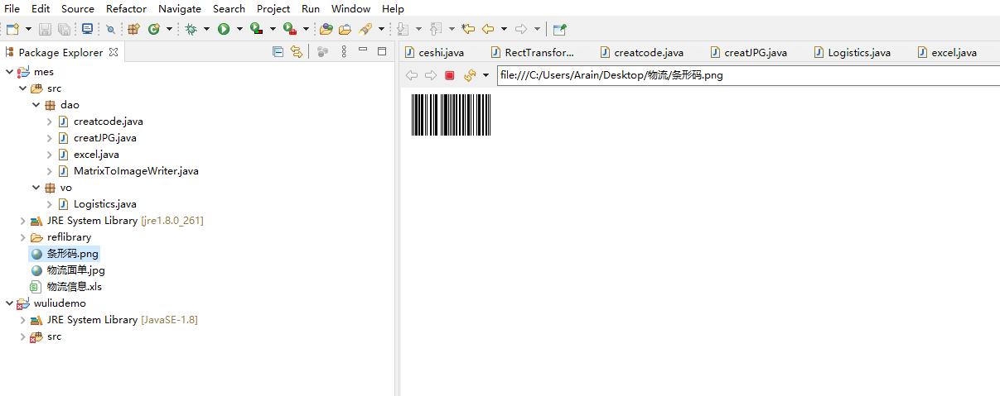 File Edit Source Refactor Navigate Search Project Run Window Help
Package Explorer
ceshi.java RectTransfor... creatcode.java creatJPG.java Logistics.java excel.java
file:///C:/Users/Arain/Desktop/物流/条形码.png
mes
src
dao
creatcode.java
creatJPG.java
excel.java
MatrixToImageWriter.java
vo
Logistics.java
JRE System Library [jre1.8.0_261]
reflibrary
条形码.png
物流面单.jpg
物流信息.xls
wuliudemo
JRE System Library [JavaSE-1.8]
src